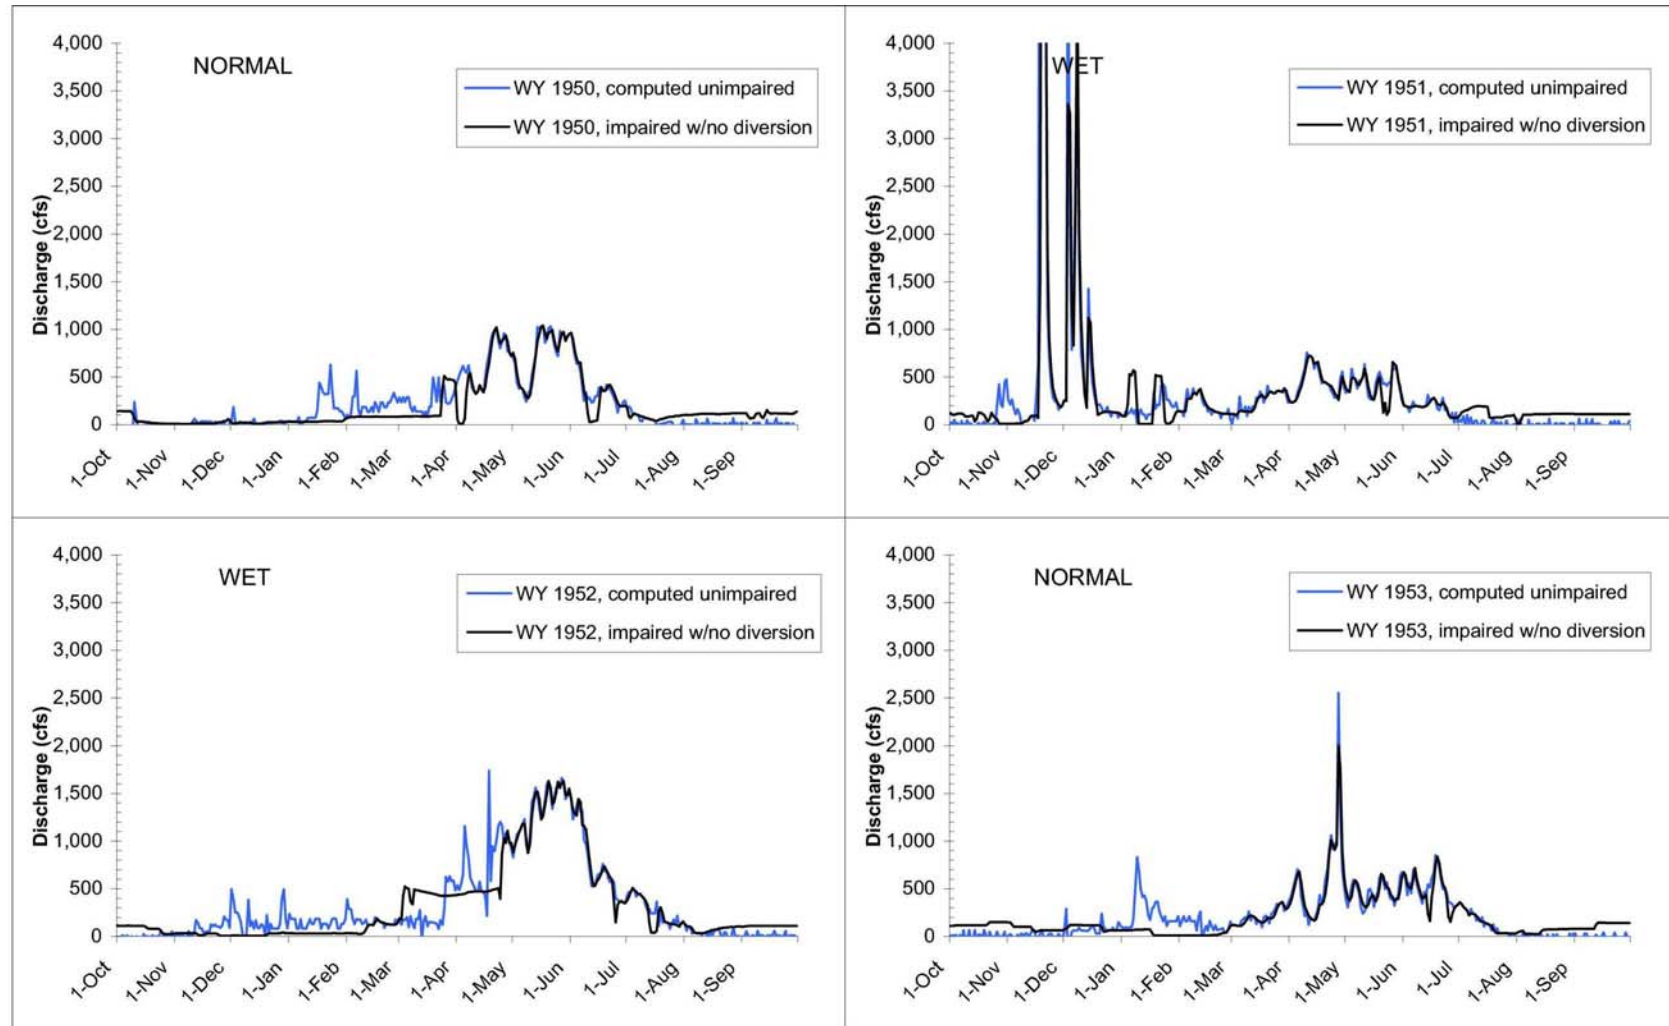 NORMAL
WY 1950, computed unimpaired
WY 1950, impaired w/no diversion
Discharge (cfs)
4,000
3,500
3,000
2,500
2,000
1,500
1,000
500
0
1-Oct
1-Nov
1-Dec
1-Jan
1-Feb
1-Mar
1-Apr
1-May
1-Jun
1-Jul
1-Aug
1-Sep
WET
WY 1951, computed unimpaired
WY 1951, impaired w/no diversion
Discharge (cfs)
4,000
3,500
3,000
2,500
2,000
1,500
1,000
500
0
1-Oct
1-Nov
1-Dec
1-Jan
1-Feb
1-Mar
1-Apr
1-May
1-Jun
1-Jul
1-Aug
1-Sep
WET
WY 1952, computed unimpaired
WY 1952, impaired w/no diversion
Discharge (cfs)
4,000
3,500
3,000
2,500
2,000
1,500
1,000
500
0
1-Oct
1-Nov
1-Dec
1-Jan
1-Feb
1-Mar
1-Apr
1-May
1-Jun
1-Jul
1-Aug
1-Sep
NORMAL
WY 1953, computed unimpaired
WY 1953, impaired w/no diversion
Discharge (cfs)
4,000
3,500
3,000
2,500
2,000
1,500
1,000
500
0
1-Oct
1-Nov
1-Dec
1-Jan
1-Feb
1-Mar
1-Apr
1-May
1-Jun
1-Jul
1-Aug
1-Sep